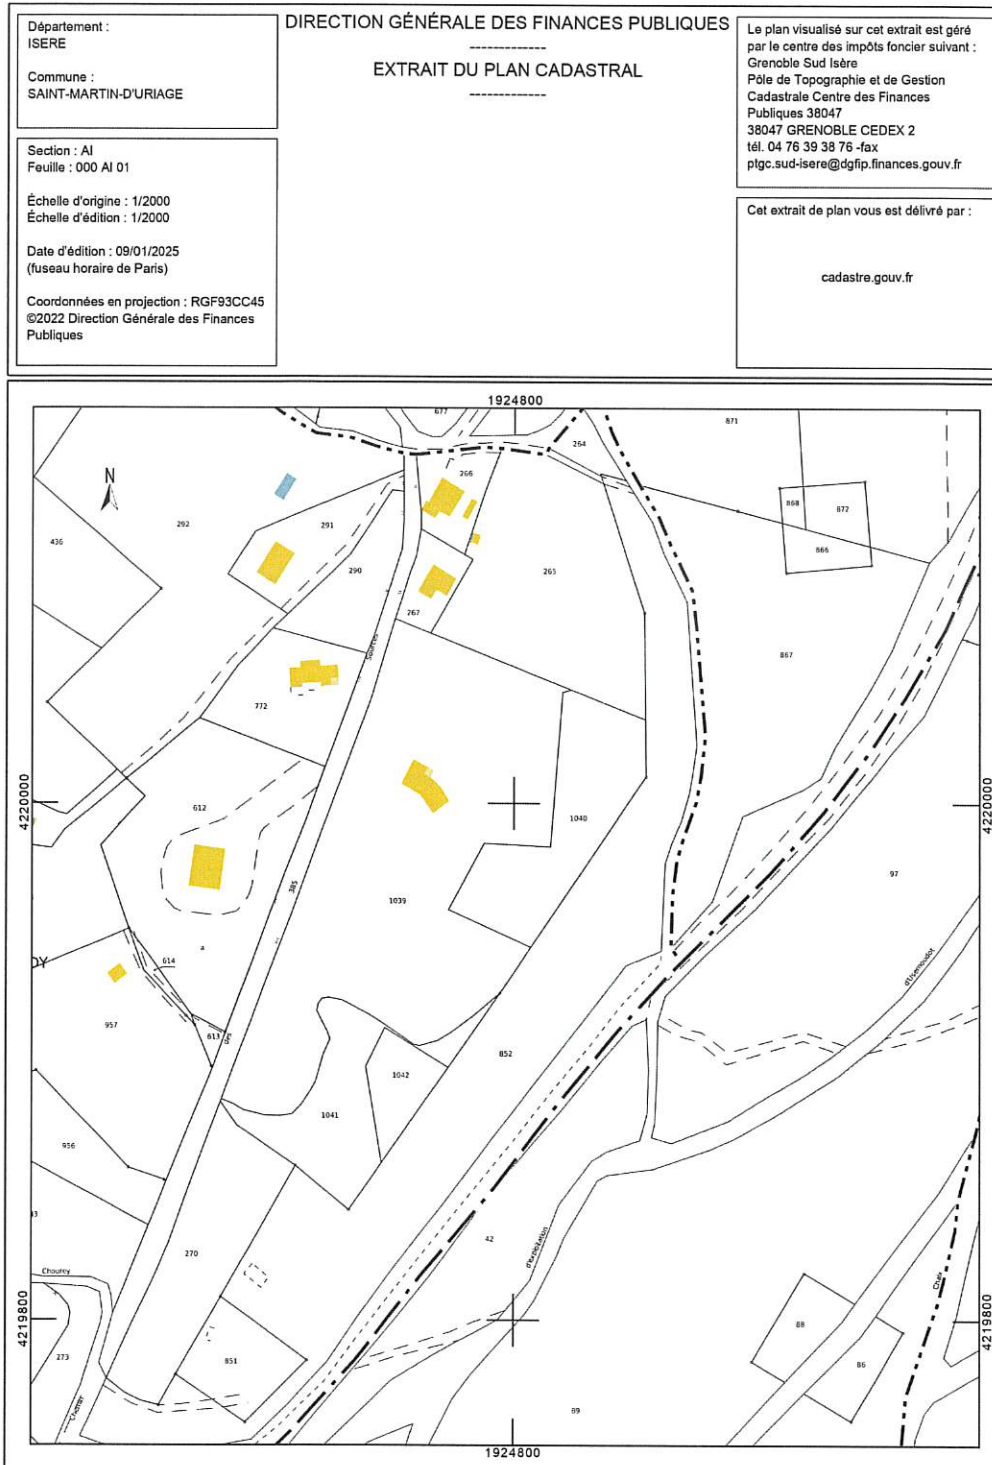 Département :
ISERE
Commune :
SAINT-MARTIN-D'URIAGE
Section : AI
Feuille : 000 AI 01
Échelle d'origine : 1/2000
Échelle d'édition : 1/2000
Date d'édition : 09/01/2025
(fuseau horaire de Paris)
Coordonnées en projection : RGF93CC45
©2022 Direction Générale des Finances
Publiques
DIRECTION GÉNÉRALE DES FINANCES PUBLIQUES
-------------
EXTRAIT DU PLAN CADASTRAL
-------------
Le plan visualisé sur cet extrait est géré
par le centre des impôts foncier suivant :
Grenoble Sud Isère
Pôle de Topographie et de Gestion
Cadastrale Centre des Finances
Publiques 38047
38047 GRENOBLE CEDEX 2
tél. 04 76 39 38 76 -fax
ptgc.sud-isere@dgfip.finances.gouv.fr
Cet extrait de plan vous est délivré par :
cadastre.gouv.fr
1924800
677
264
871
266
N
868
872
292
291
436
866
290
265
267
Sources
867
772
4220000
612
1040
4220000
97
385
1039
DY
614
d'Usernoudot
957
613
des
852
1042
1041
956
42
270
d'exploitation
Chourey
4219800
88
4219800
273
851
86
89
1924800